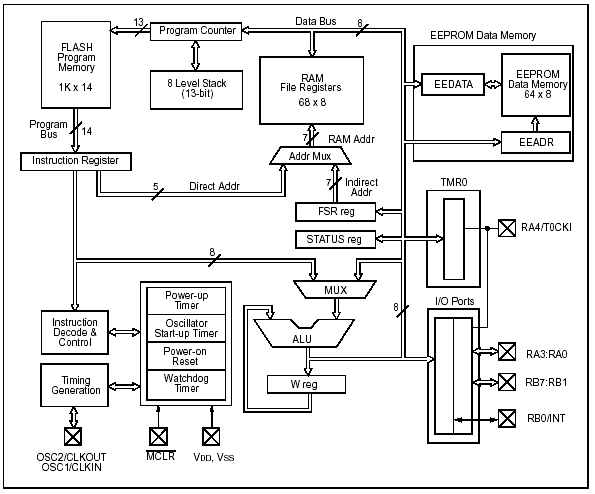 13
Program Counter
Data Bus
8
FLASH
Program
Memory
1K x 14
8 Level Stack
(13-bit)
RAM
File Registers
68 x 8
EEPROM Data Memory
EEDATA
EEPROM
Data Memory
64 x 8
EEADR
Program
Bus
14
Instruction Register
7
RAM Addr
Addr Mux
5
Direct Addr
7
Indirect
Addr
FSR reg
STATUS reg
TMR0
RA4/T0CKI
8
MUX
Power-up
Timer
Oscillator
Start-up Timer
Power-on
Reset
Watchdog
Timer
Instruction
Decode &
Control
Timing
Generation
ALU
8
W reg
I/O Ports
RA3:RA0
RB7:RB1
RB0/INT
OSC2/CLKOUT
OSC1/CLKIN
MCLR
VDD, VSS